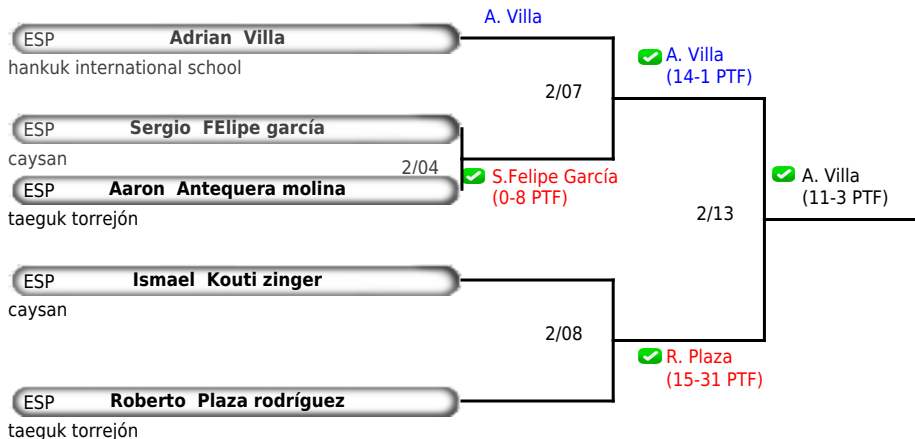 A. Villa
ESP Adrian Villa
hankuk international school
A. Villa
(14-1 PTF)
2/07
ESP Sergio FElipe garcía
caysan
2/04
S.Felipe García
(0-8 PTF)
ESP Aaron Antequera molina
taeguk torrejón
A. Villa
(11-3 PTF)
2/13
ESP Ismael Kouti zinger
caysan
2/08
R. Plaza
(15-31 PTF)
ESP Roberto Plaza rodríguez
taeguk torrejón